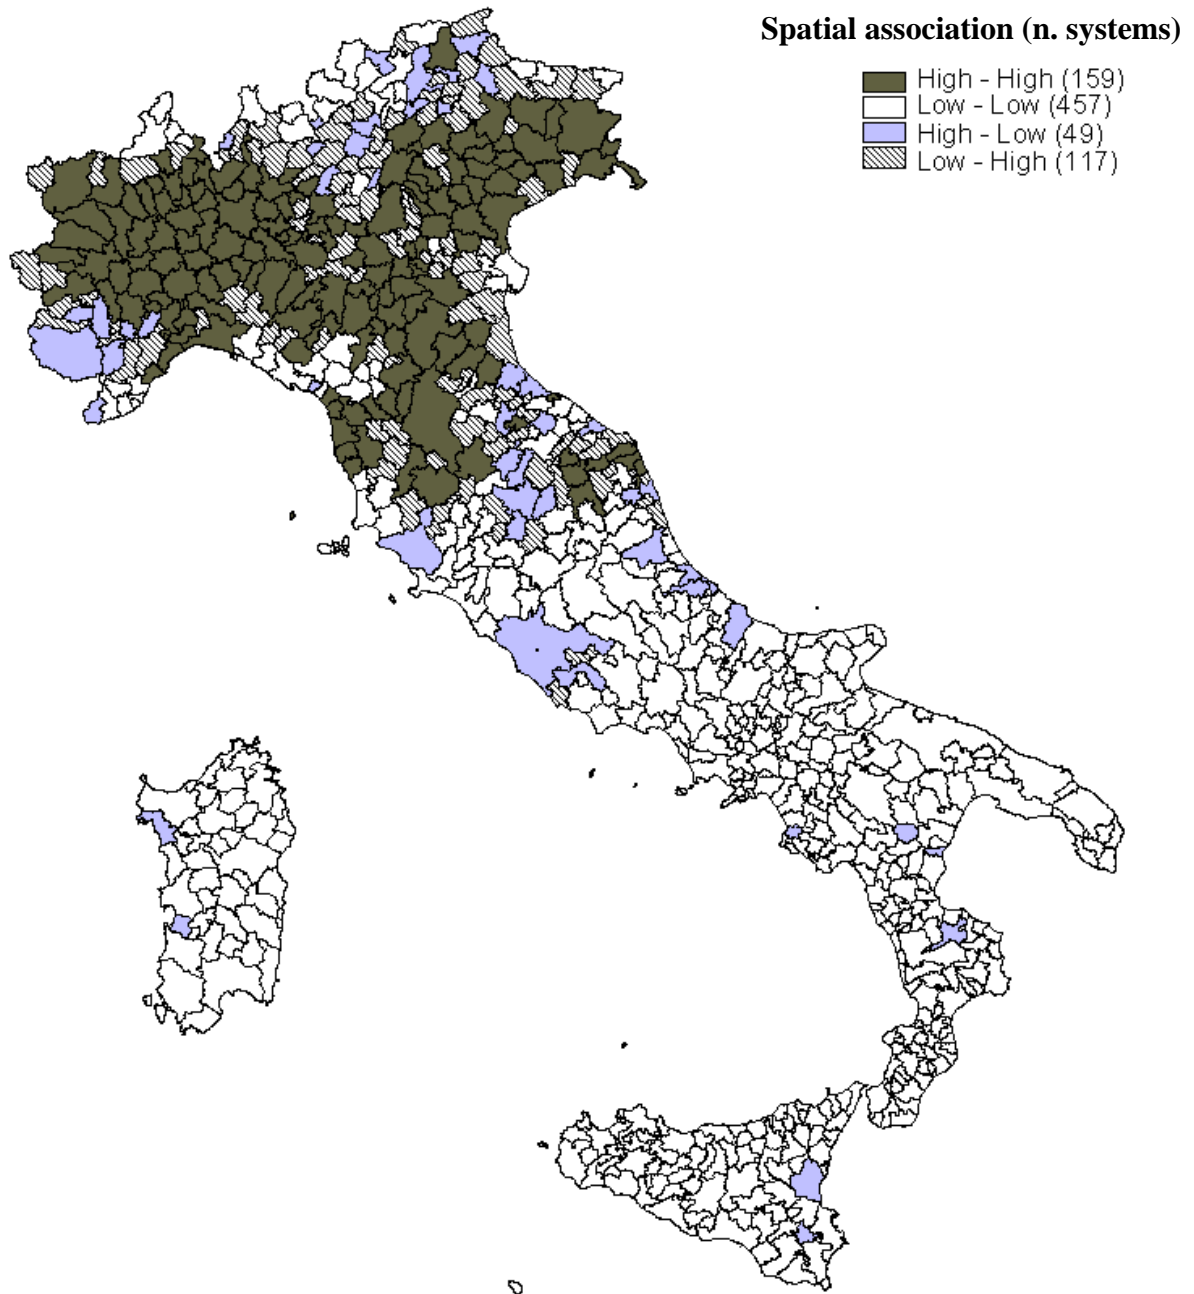 Spatial association (n. systems)
High - High (159)
Low - Low (457)
High - Low (49)
Low - High (117)